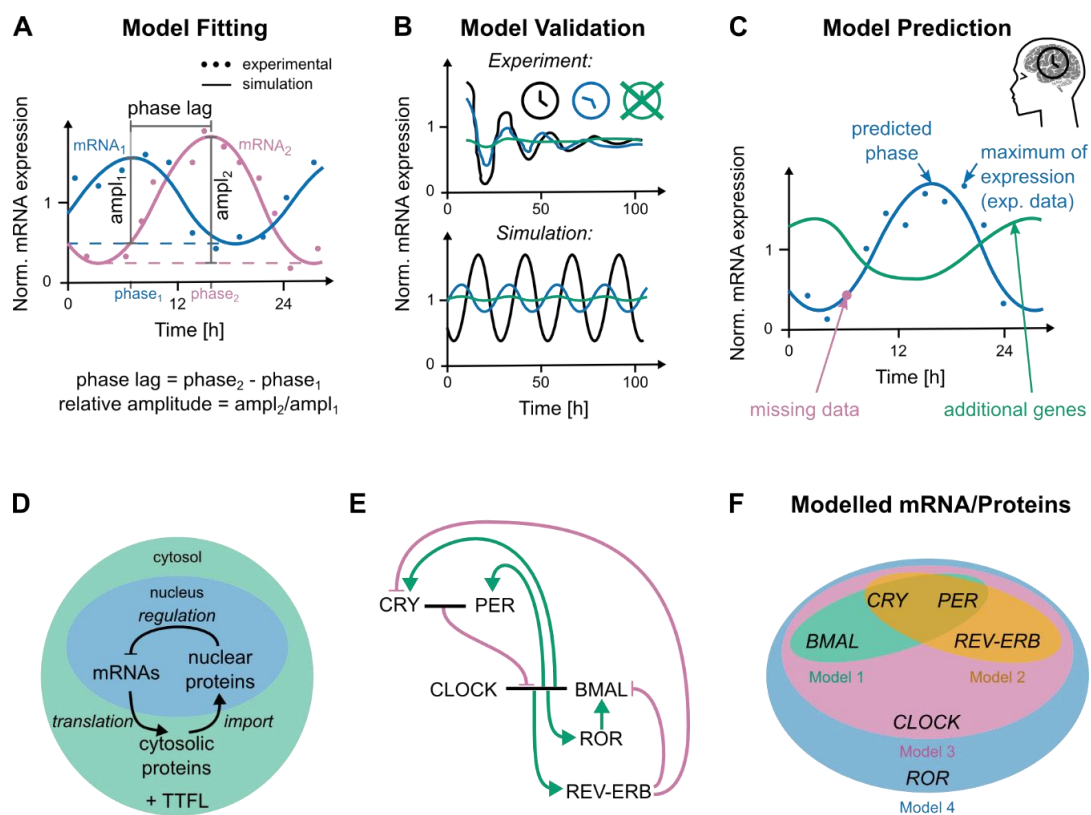 A
Model Fitting
experimental
simulation
phase lag
mRNA1
mRNA2
ampl1
ampl2
Norm. mRNA expression
1
0
0
phase1
12
phase2
24
Time [h]
phase lag = phase2 - phase1
relative amplitude = ampl2/ampl1
B
Model Validation
Experiment:
Norm. mRNA expression
1
0
0
50
100
Simulation:
1
0
0
50
100
Time [h]
C
Model Prediction
predicted
phase
maximum of
expression
(exp. data)
Norm. mRNA expression
1
0
0
12
24
Time [h]
missing data
additional genes
D
cytosol
nucleus
regulation
mRNAs
nuclear
proteins
translation
import
cytosolic
proteins
+ TTFL
E
CRY
PER
CLOCK
BMAL
ROR
REV-ERB
F
Modelled mRNA/Proteins
CRY
PER
BMAL
REV-ERB
Model 1
Model 2
CLOCK
Model 3
ROR
Model 4